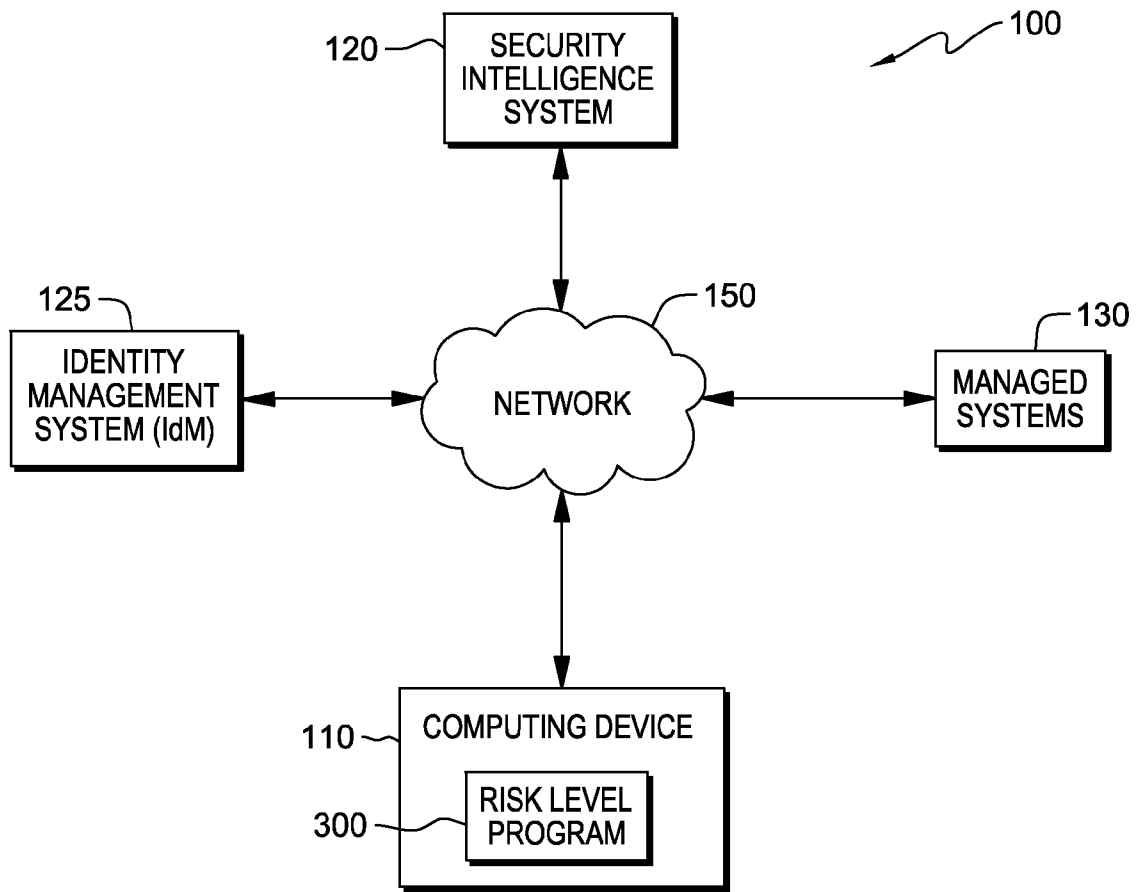 100
120
SECURITY
INTELLIGENCE
SYSTEM
125
IDENTITY
MANAGEMENT
SYSTEM (IdM)
150
NETWORK
130
MANAGED
SYSTEMS
110
COMPUTING DEVICE
300
RISK LEVEL
PROGRAM